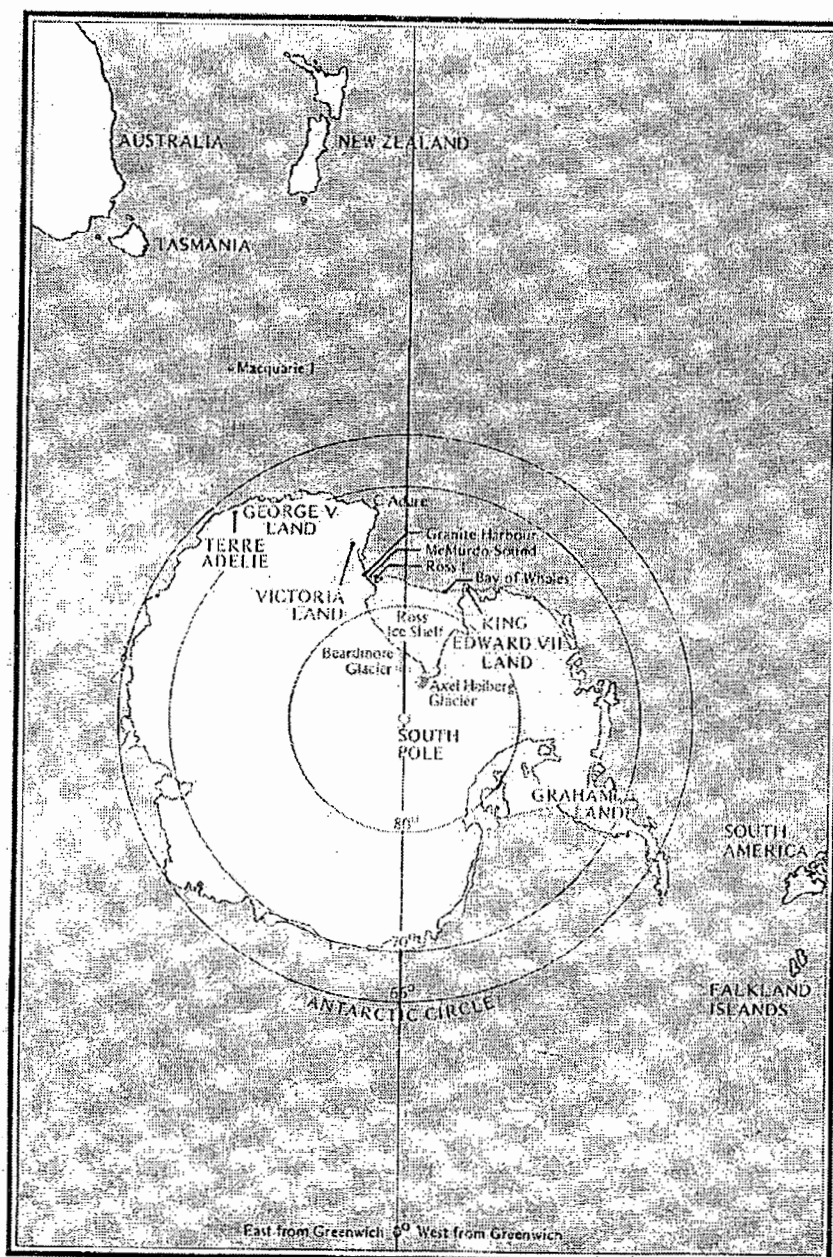 AUSTRALIA
NEW ZEALAND
TASMANIA
Macquarie I
C Adare
GEORGE V
LAND
TERRE
ADELIE
Granite Harbour
McMurdo Sound
Ross I
Bay of Whales
VICTORIA
LAND
Ross
Ice Shelf
KING
EDWARD VII
LAND
Beardmore
Glacier
Axel Heiberg
Glacier
SOUTH
POLE
80°
GRAHAM
LAND
SOUTH
AMERICA
70°
66°
ANTARCTIC CIRCLE
FALKLAND
ISLANDS
East from Greenwich 0° West from Greenwich